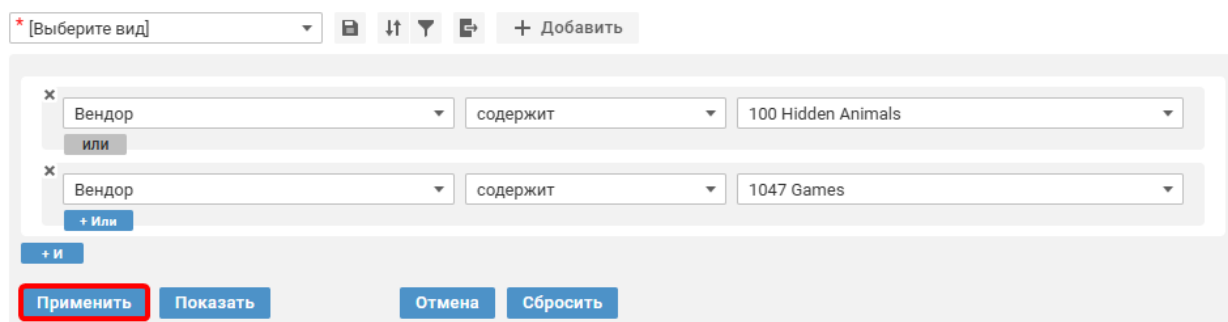 * [Выберите вид] + Добавить
Вендор содержит 100 Hidden Animals
или
Вендор содержит 1047 Games
+ Или
+ И
Применить Показать Отмена Сбросить